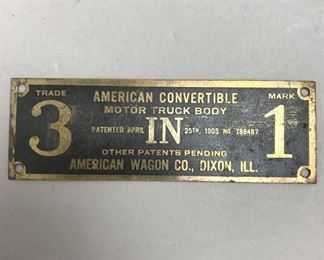 TRADE AMERICAN CONVERTIBLE MARK
MOTOR TRUCK BODY
3 PATENTED APRIL IN 25TH, 1905 NO 788487 1
OTHER PATENTS PENDING
AMERICAN WAGON CO., DIXON, ILL.